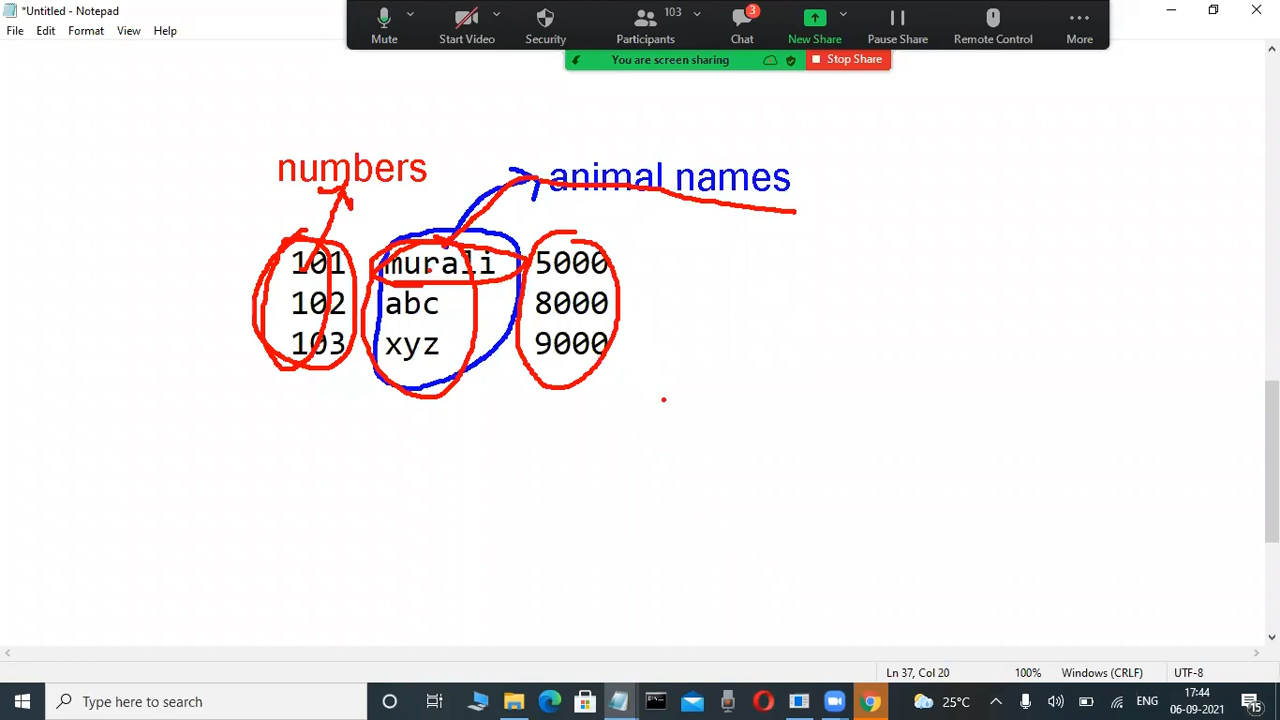 *Untitled - Notepad
File Edit Format View Help
Mute Start Video Security Participants 103 Chat 3 New Share Pause Share Remote Control More
You are screen sharing Stop Share
numbers animal names
101 murali 5000
102 abc 8000
103 xyz 9000
Ln 37, Col 20 100% Windows (CRLF) UTF-8
Type here to search 25°C ENG 17:44 06-09-2021 15